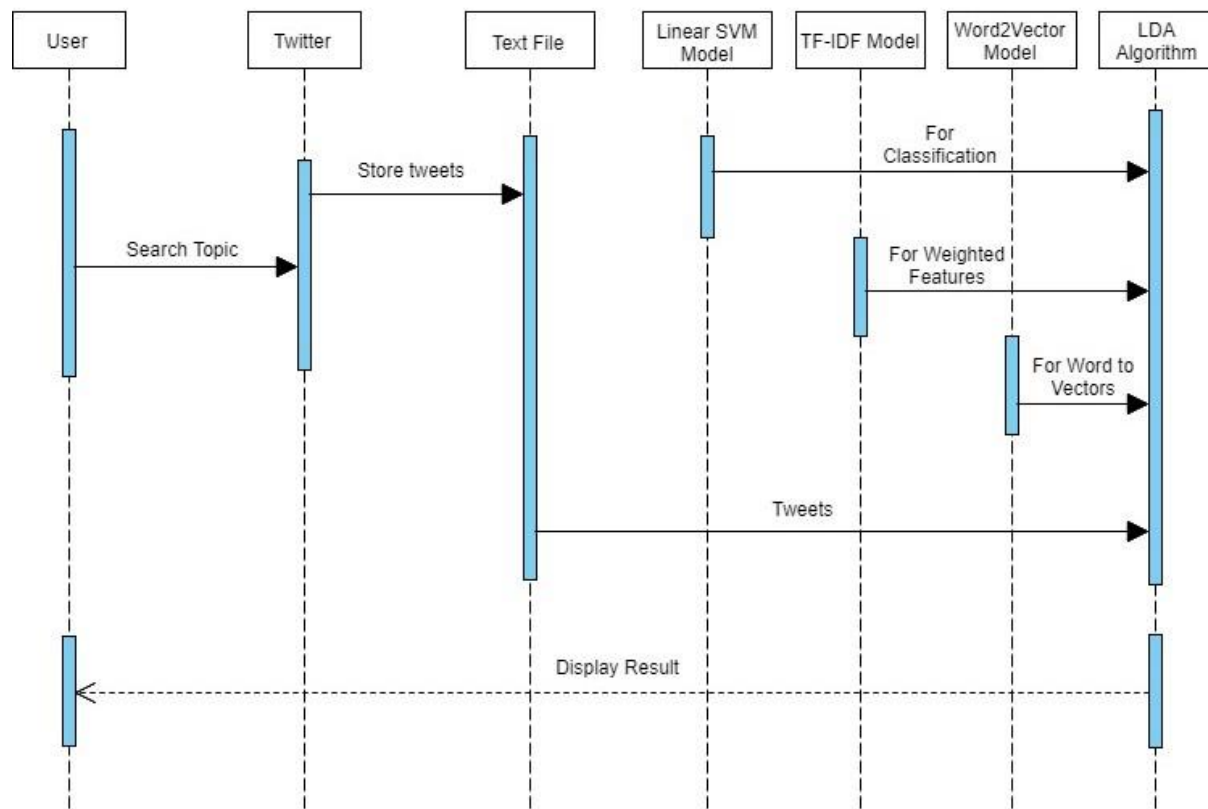 User
Twitter
Text File
Linear SVM
Model
TF-IDF Model
Word2Vector
Model
LDA
Algorithm
For
Classification
Store tweets
Search Topic
For Weighted
Features
For Word to
Vectors
Tweets
Display Result